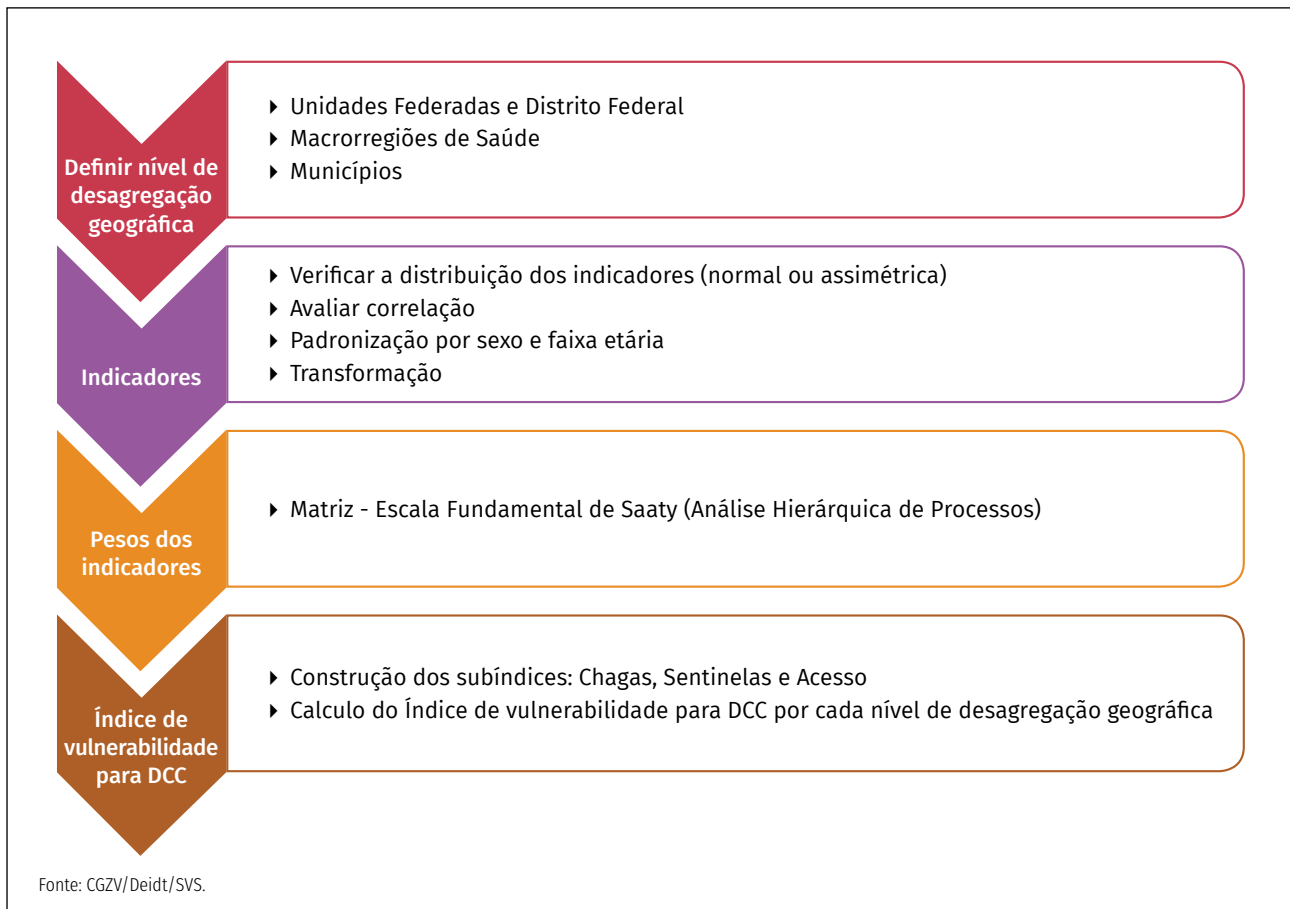 Definir nível de
desagregação
geográfica
‣ Unidades Federadas e Distrito Federal
‣ Macrorregiões de Saúde
‣ Municípios
Indicadores
‣ Verificar a distribuição dos indicadores (normal ou assimétrica)
‣ Avaliar correlação
‣ Padronização por sexo e faixa etária
‣ Transformação
Pesos dos
indicadores
‣ Matriz - Escala Fundamental de Saaty (Análise Hierárquica de Processos)
Índice de
vulnerabilidade
para DCC
‣ Construção dos subíndices: Chagas, Sentinelas e Acesso
‣ Calculo do Índice de vulnerabilidade para DCC por cada nível de desagregação geográfica
Fonte: CGZV/Deidt/SVS.